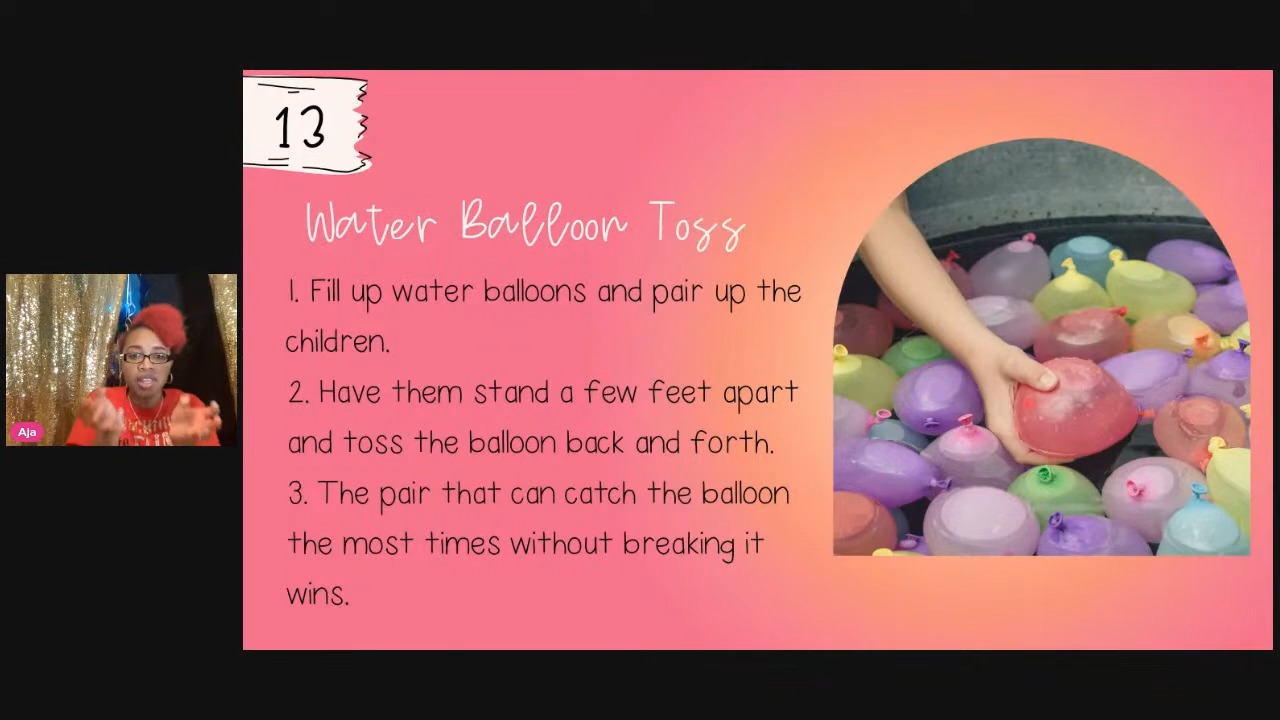 13
Water Balloon Toss
1. Fill up water balloons and pair up the
children.
2. Have them stand a few feet apart
and toss the balloon back and forth.
3. The pair that can catch the balloon
the most times without breaking it
wins.
Aja